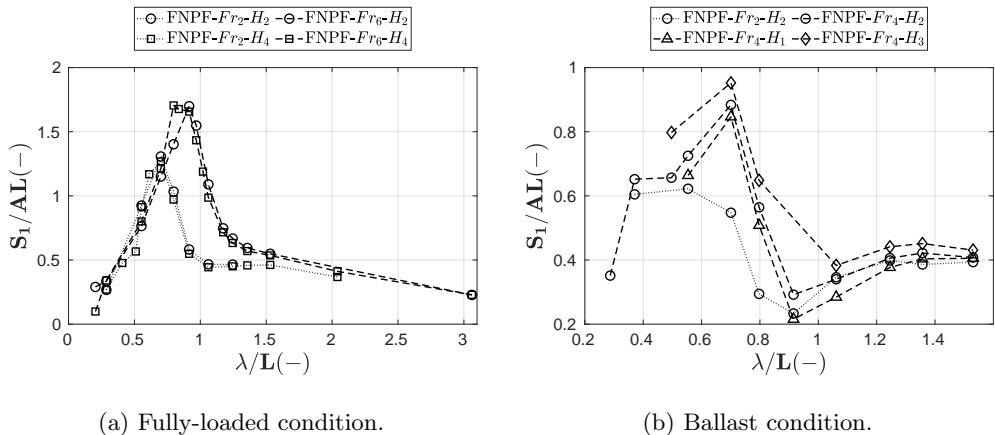 FNPF-Fr₂-H₂ FNPF-Fr₆-H₂
FNPF-Fr₂-H₄ FNPF-Fr₆-H₄
S₁/AL(−)
2
1.5
1
0.5
0
0 0.5 1 1.5 2 2.5 3
λ/L(−)
(a) Fully-loaded condition.
FNPF-Fr₂-H₂ FNPF-Fr₄-H₂
FNPF-Fr₄-H₁ FNPF-Fr₄-H₃
S₁/AL(−)
1
0.8
0.6
0.4
0.2
0.2 0.4 0.6 0.8 1 1.2 1.4
λ/L(−)
(b) Ballast condition.